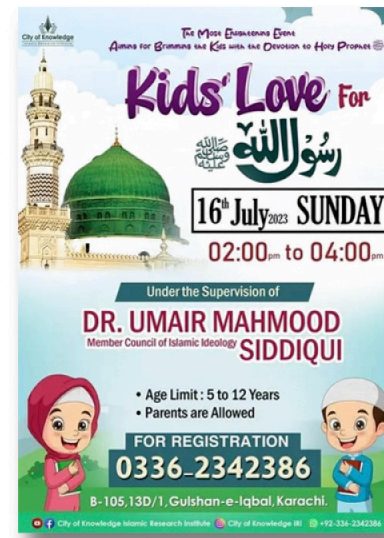 City of Knowledge
The Most Enlightening Event
Aiming for Brimming the Kids with the Devotion to Holy Prophet ﷺ
Kids' Love For
رسول الله ﷺ
16th July 2023 SUNDAY
02:00pm to 04:00pm
Under the Supervision of
DR. UMAIR MAHMOOD
Member Council of Islamic Ideology SIDDIQUI
• Age Limit : 5 to 12 Years
• Parents are Allowed
FOR REGISTRATION
0336-2342386
B-105,13D/1,Gulshan-e-Iqbal, Karachi.
City of Knowledge Islamic Research Institute City of Knowledge IRI +92-336-2342386